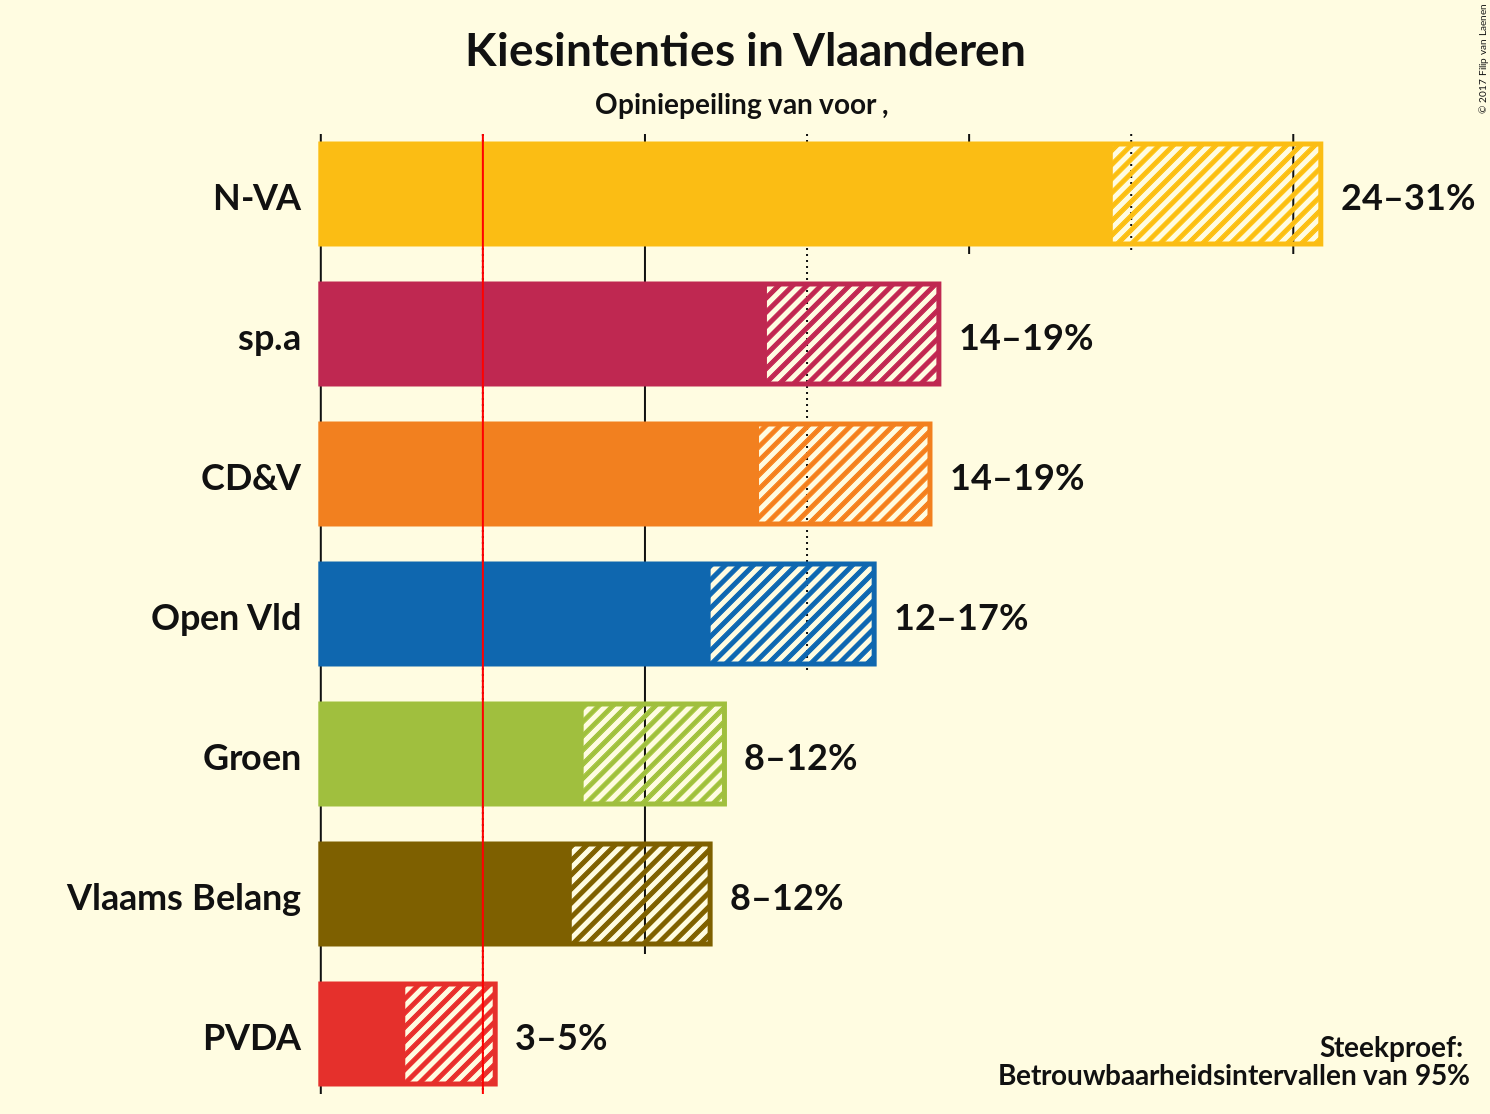 Kiesintenties in Vlaanderen
Opiniepeiling van voor ,
© 2017 Filip van Laenen
N-VA
24–31%
sp.a
14–19%
CD&V
14–19%
Open Vld
12–17%
Groen
8–12%
Vlaams Belang
8–12%
PVDA
3–5%
Steekproef:
Betrouwbaarheidsintervallen van 95%